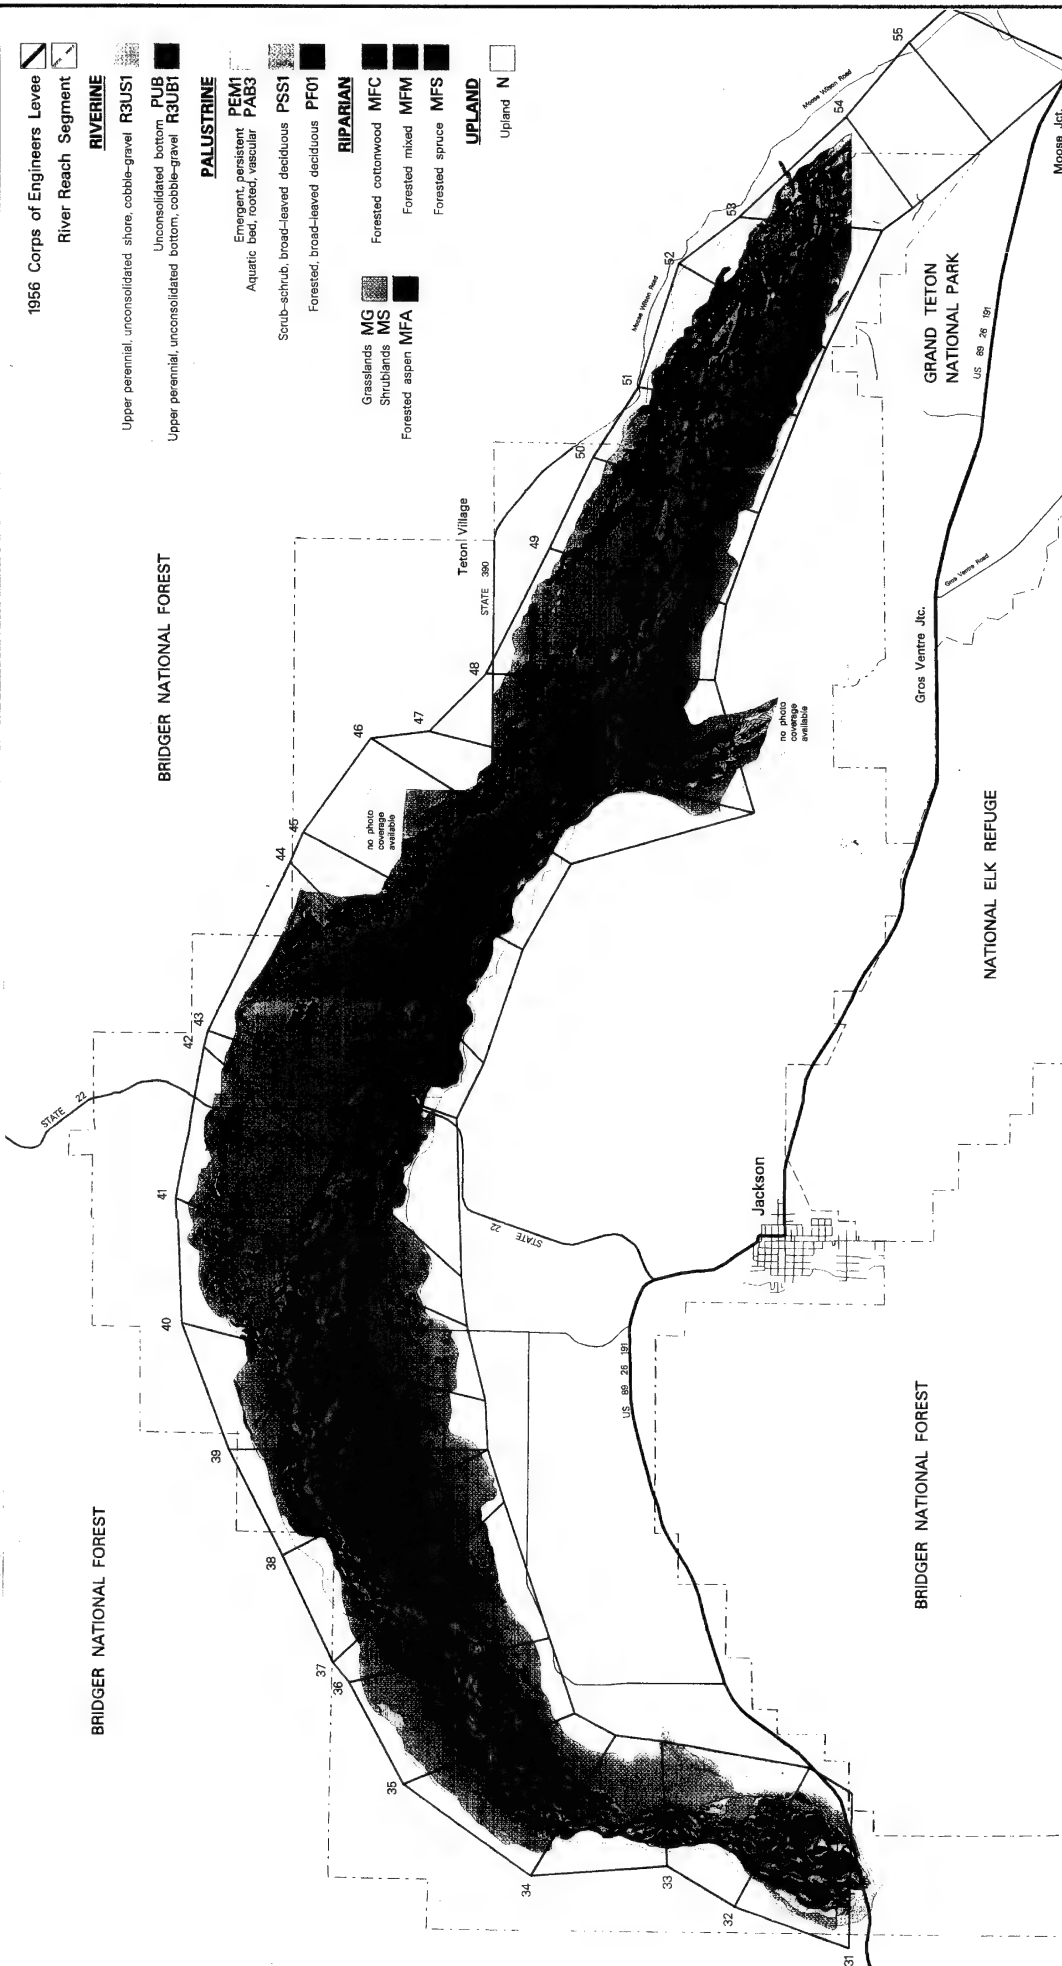 1956 Corps of Engineers Levee
River Reach Segment
RIVERINE
Upper perennial, unconsolidated shore, cobble-gravel R3US1
Unconsolidated bottom PUB
Upper perennial, unconsolidated bottom, cobble-gravel R3UB1
PALUSTRINE
Emergent, persistent PEM1
Aquatic bed, rooted, vascular PAB3
Scrub-schrub, broad-leaved deciduous PSS1
Forested, broad-leaved deciduous PF01
RIPARIAN
Grasslands MG
Shrublands MS
Forested aspen MFA
Forested cottonwood MFC
Forested mixed MFM
Forested spruce MFS
UPLAND
Upland N
BRIDGER NATIONAL FOREST
BRIDGER NATIONAL FOREST
BRIDGER NATIONAL FOREST
GRAND TETON
NATIONAL PARK
NATIONAL ELK REFUGE
Teton Village
STATE 390
Moose Wilson Road
Moose Wilson Road
Moose Jct.
US 89 26 191
Gros Ventre Jtc.
Gros Ventre Road
no photo
coverage
available
no photo
coverage
available
STATE 22
STATE 22
Jackson
US 89 26 191
31
32
33
34
35
36
37
38
39
40
41
42
43
44
45
46
47
48
49
50
51
52
53
54
55